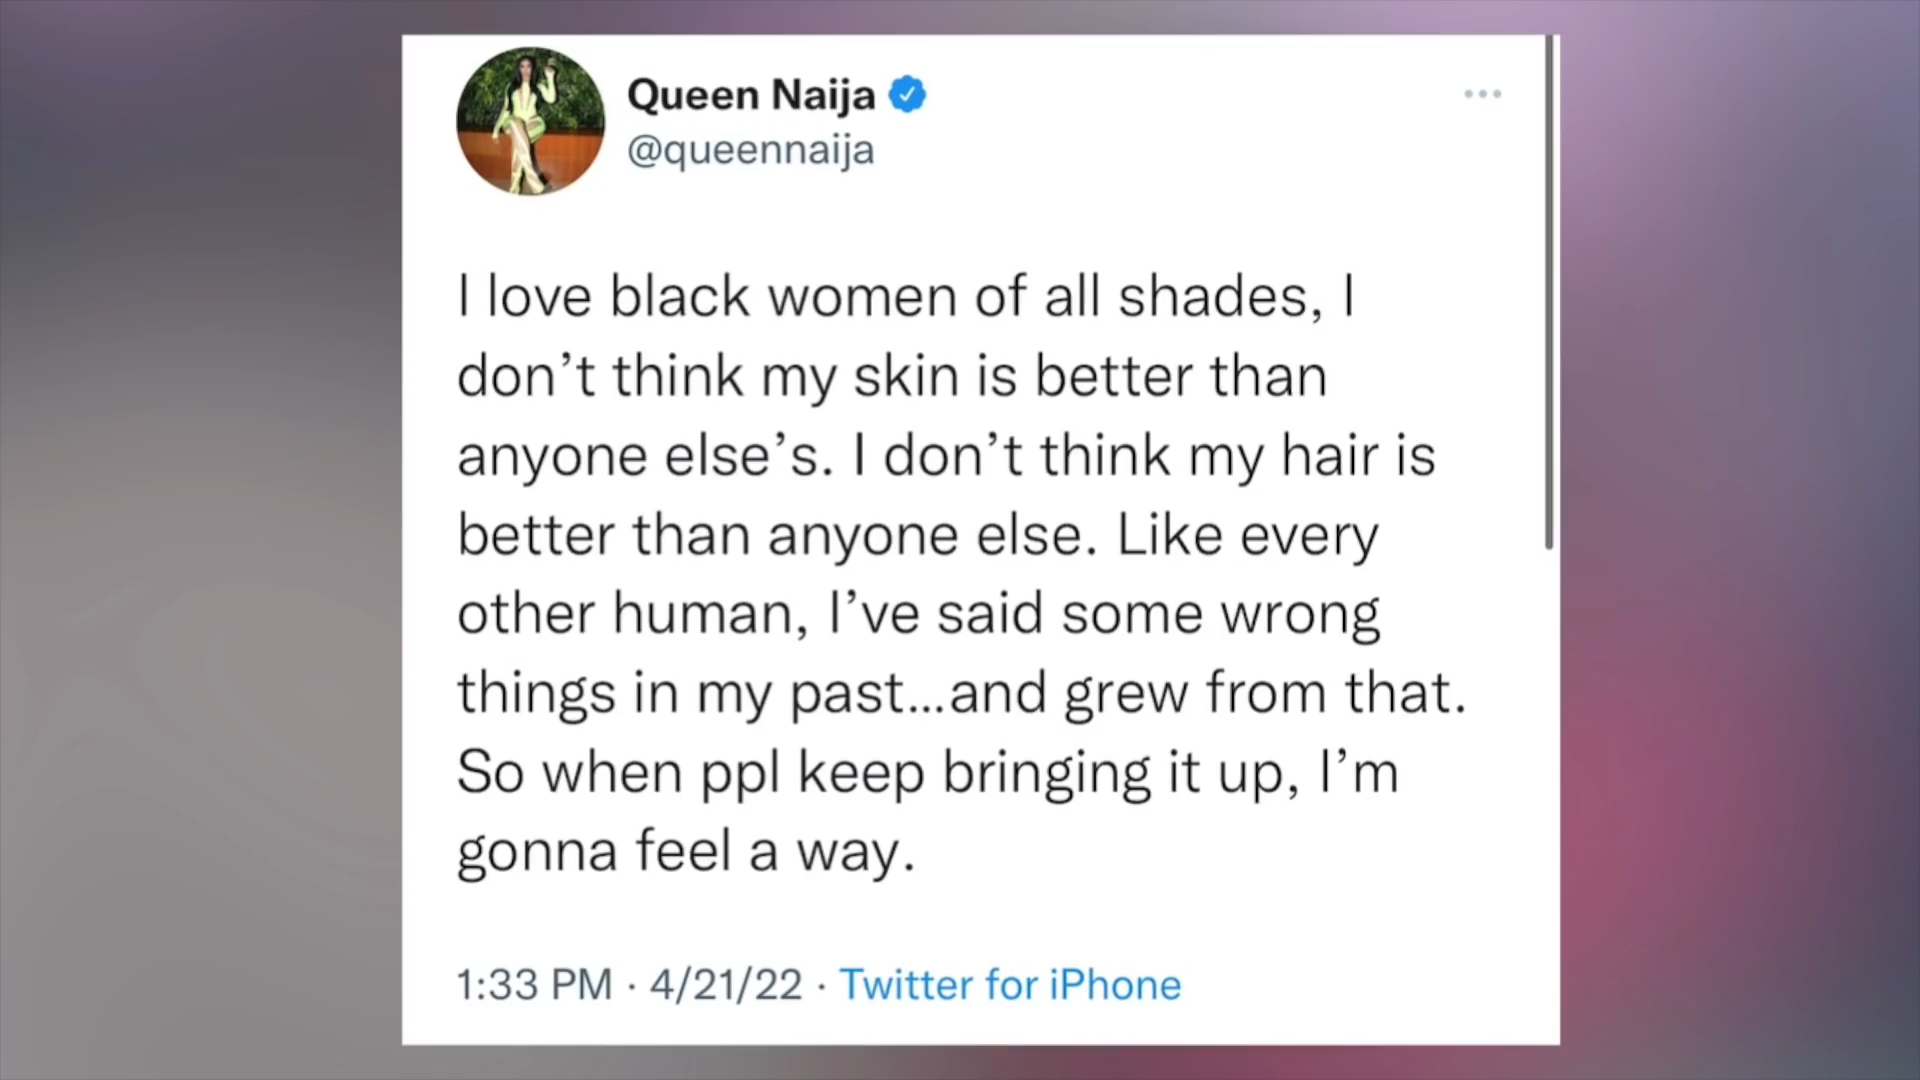 Queen Naija
@queennaija
I love black women of all shades, I
don’t think my skin is better than
anyone else’s. I don’t think my hair is
better than anyone else. Like every
other human, I’ve said some wrong
things in my past...and grew from that.
So when ppl keep bringing it up, I’m
gonna feel a way.
1:33 PM · 4/21/22 · Twitter for iPhone